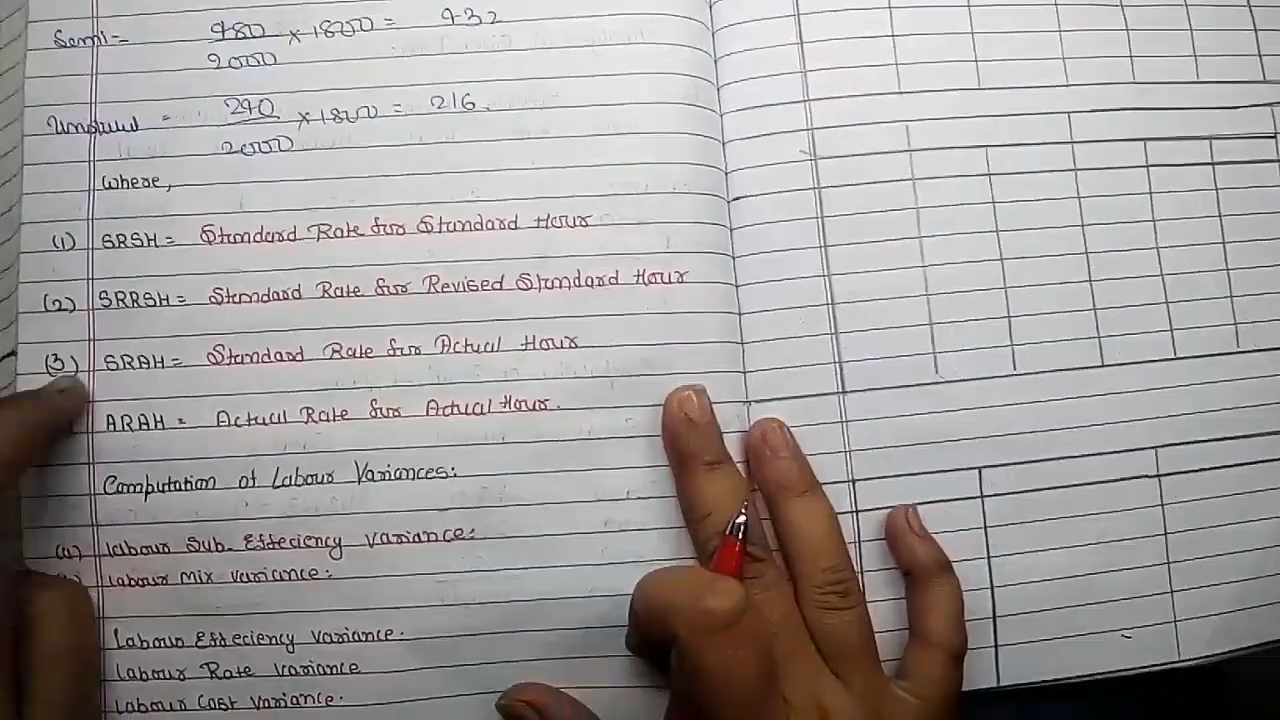 Semi = 480/2000 × 1800 = 432
= 240/2000 × 1800 = 216.
where,
(1) SRSH = Standard Rate for Standard Hour
(2) SRRSH = Standard Rate for Revised Standard Hour
(3) SRAH = Standard Rate for Actual Hour
ARAH = Actual Rate for Actual Hour.
Computation of Labour Variances:
(a) Labour Sub-Effeciency Variance:
Labour Mix Variance:
Labour Effeciency Variance.
Labour Rate Variance
Labour Cost Variance.